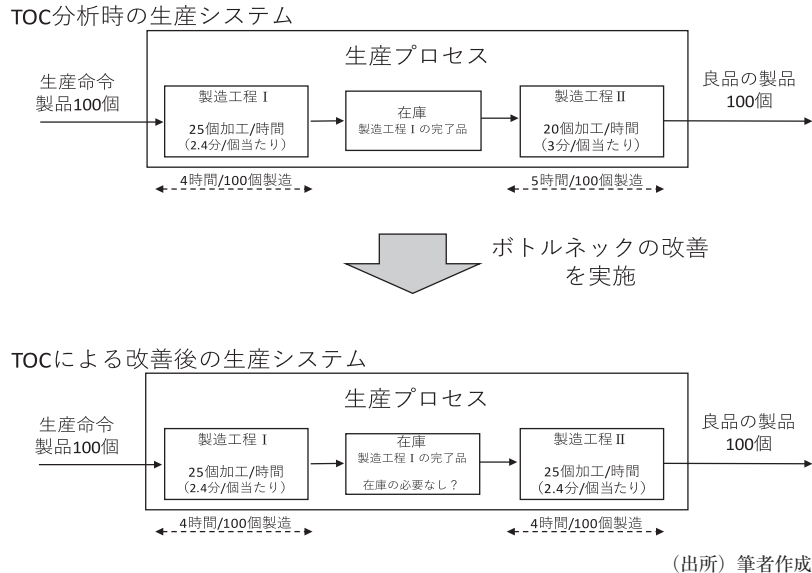 TOC分析時の生産システム
生産プロセス
生産命令
製品100個
製造工程Ⅰ
25個加工/時間
(2.4分/個当たり)
在庫
製造工程Ⅰの完了品
製造工程Ⅱ
20個加工/時間
(3分/個当たり)
良品の製品
100個
4時間/100個製造
5時間/100個製造
ボトルネックの改善
を実施
TOCによる改善後の生産システム
生産プロセス
生産命令
製品100個
製造工程Ⅰ
25個加工/時間
(2.4分/個当たり)
在庫
製造工程Ⅰの完了品
在庫の必要なし？
製造工程Ⅱ
25個加工/時間
(2.4分/個当たり)
良品の製品
100個
4時間/100個製造
4時間/100個製造
（出所）筆者作成